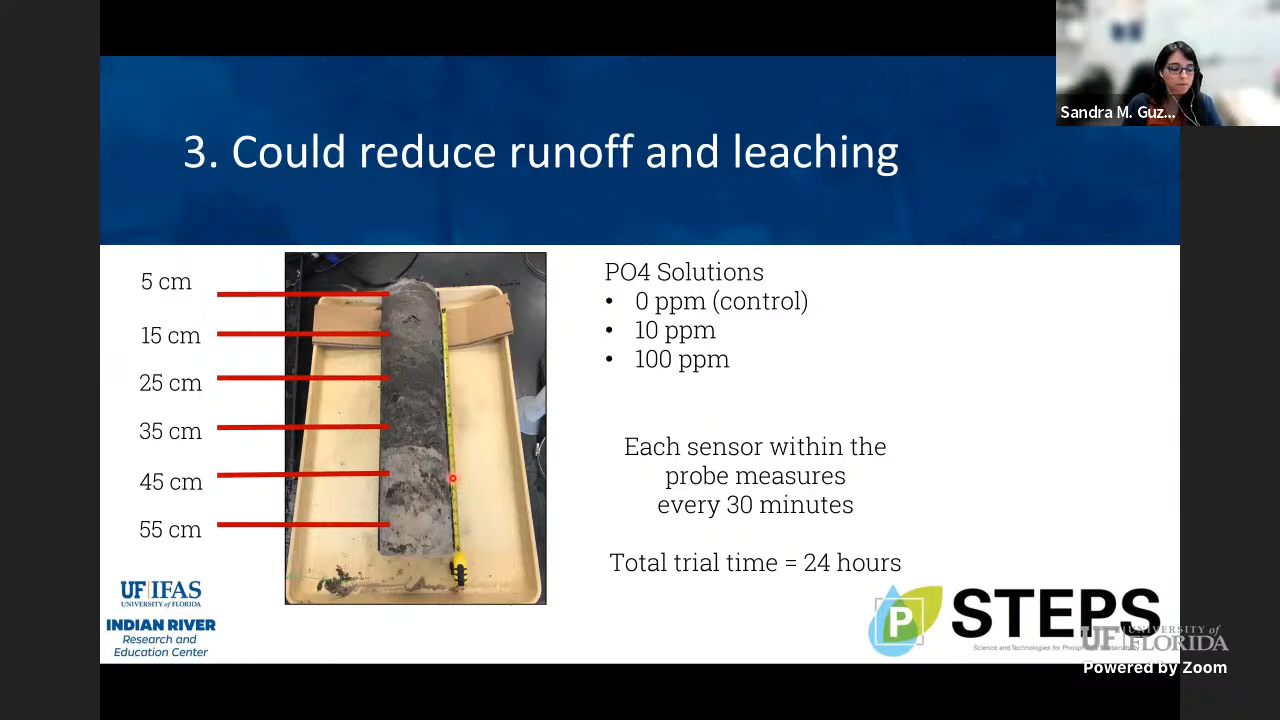 Sandra M. Guz...
3. Could reduce runoff and leaching
5 cm
15 cm
25 cm
35 cm
45 cm
55 cm
PO4 Solutions
• 0 ppm (control)
• 10 ppm
• 100 ppm
Each sensor within the
probe measures
every 30 minutes
Total trial time = 24 hours
UF|IFAS
UNIVERSITY of FLORIDA
INDIAN RIVER
Research and
Education Center
P
STEPS
Science and Technologies for Phosphorus Sustainability
UF UNIVERSITY of
FLORIDA
Powered by Zoom